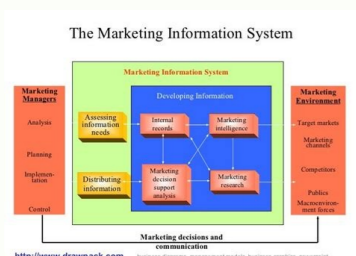 The Marketing Information System
Marketing Information System
Marketing
Managers
Analysis
Planning
Implemen-
tation
Control
Assessing
information
needs
Distributing
information
Developing Information
Internal
records
Marketing
intelligence
Marketing
decision
support
analysis
Marketing
research
Marketing
Environment
Target markets
Marketing
channels
Competitors
Publics
Macroenviron-
ment forces
Marketing decisions and
communication
http://www.drawpack.com